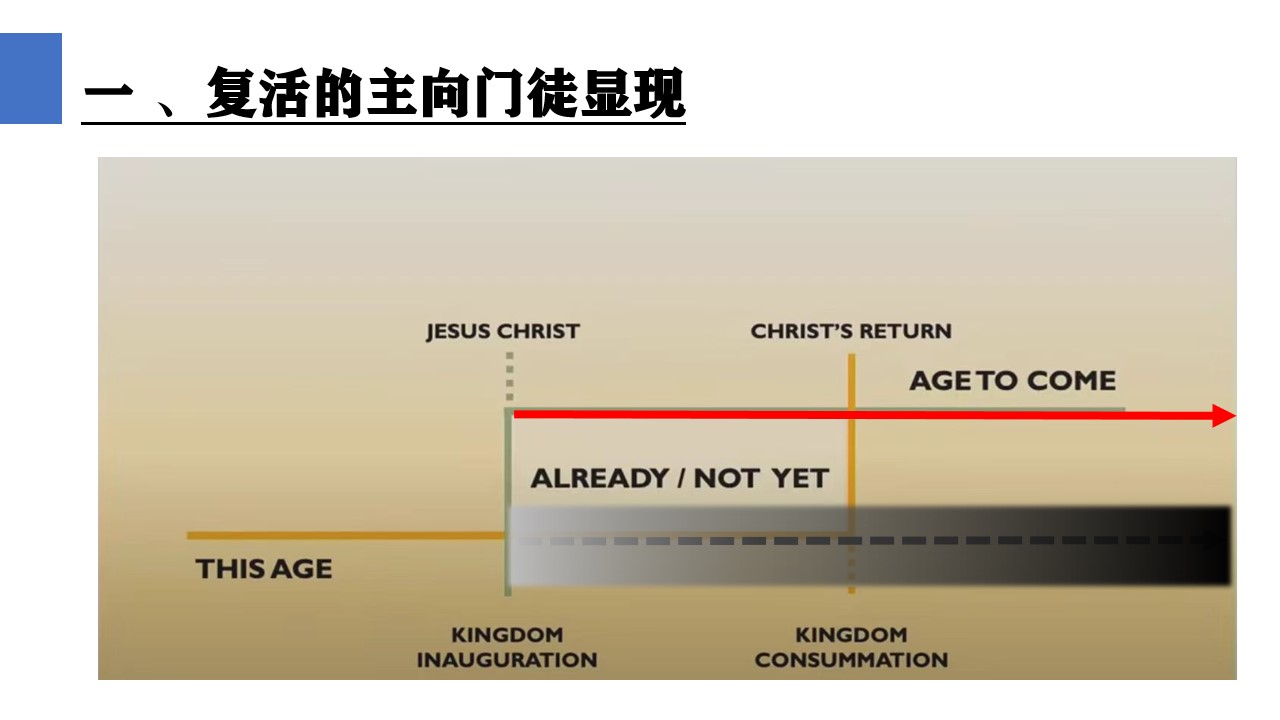 一 、复活的主向门徒显现
JESUS CHRIST
CHRIST’S RETURN
AGE TO COME
ALREADY / NOT YET
THIS AGE
KINGDOM
INAUGURATION
KINGDOM
CONSUMMATION